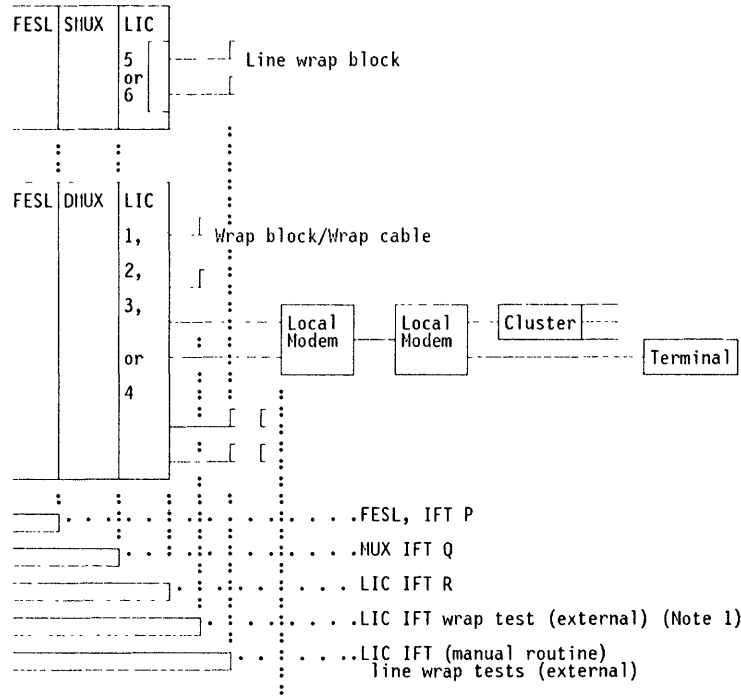 FESL SMUX LIC
5
or
6
Line wrap block
FESL DMUX LIC
1,
2,
3,
or
4
Wrap block/Wrap cable
Local
Modem
Local
Modem
Cluster
Terminal
FESL, IFT P
MUX IFT Q
LIC IFT R
LIC IFT wrap test (external) (Note 1)
LIC IFT (manual routine)
line wrap tests (external)